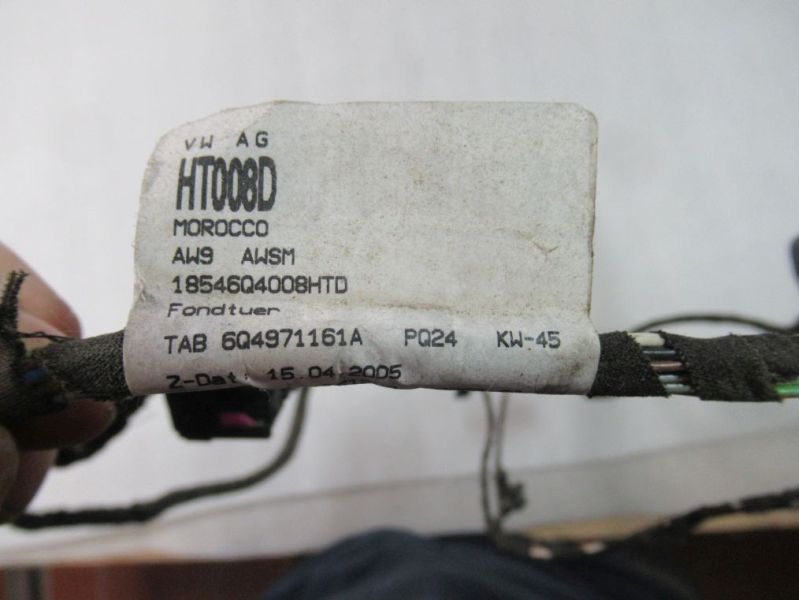 VW AG
HT008D
MOROCCO
AW9 AWSM
18546Q4008HTD
Fondtuer
TAB 6Q4971161A PQ24 KW-45
Z-Dat. 15.04.2005